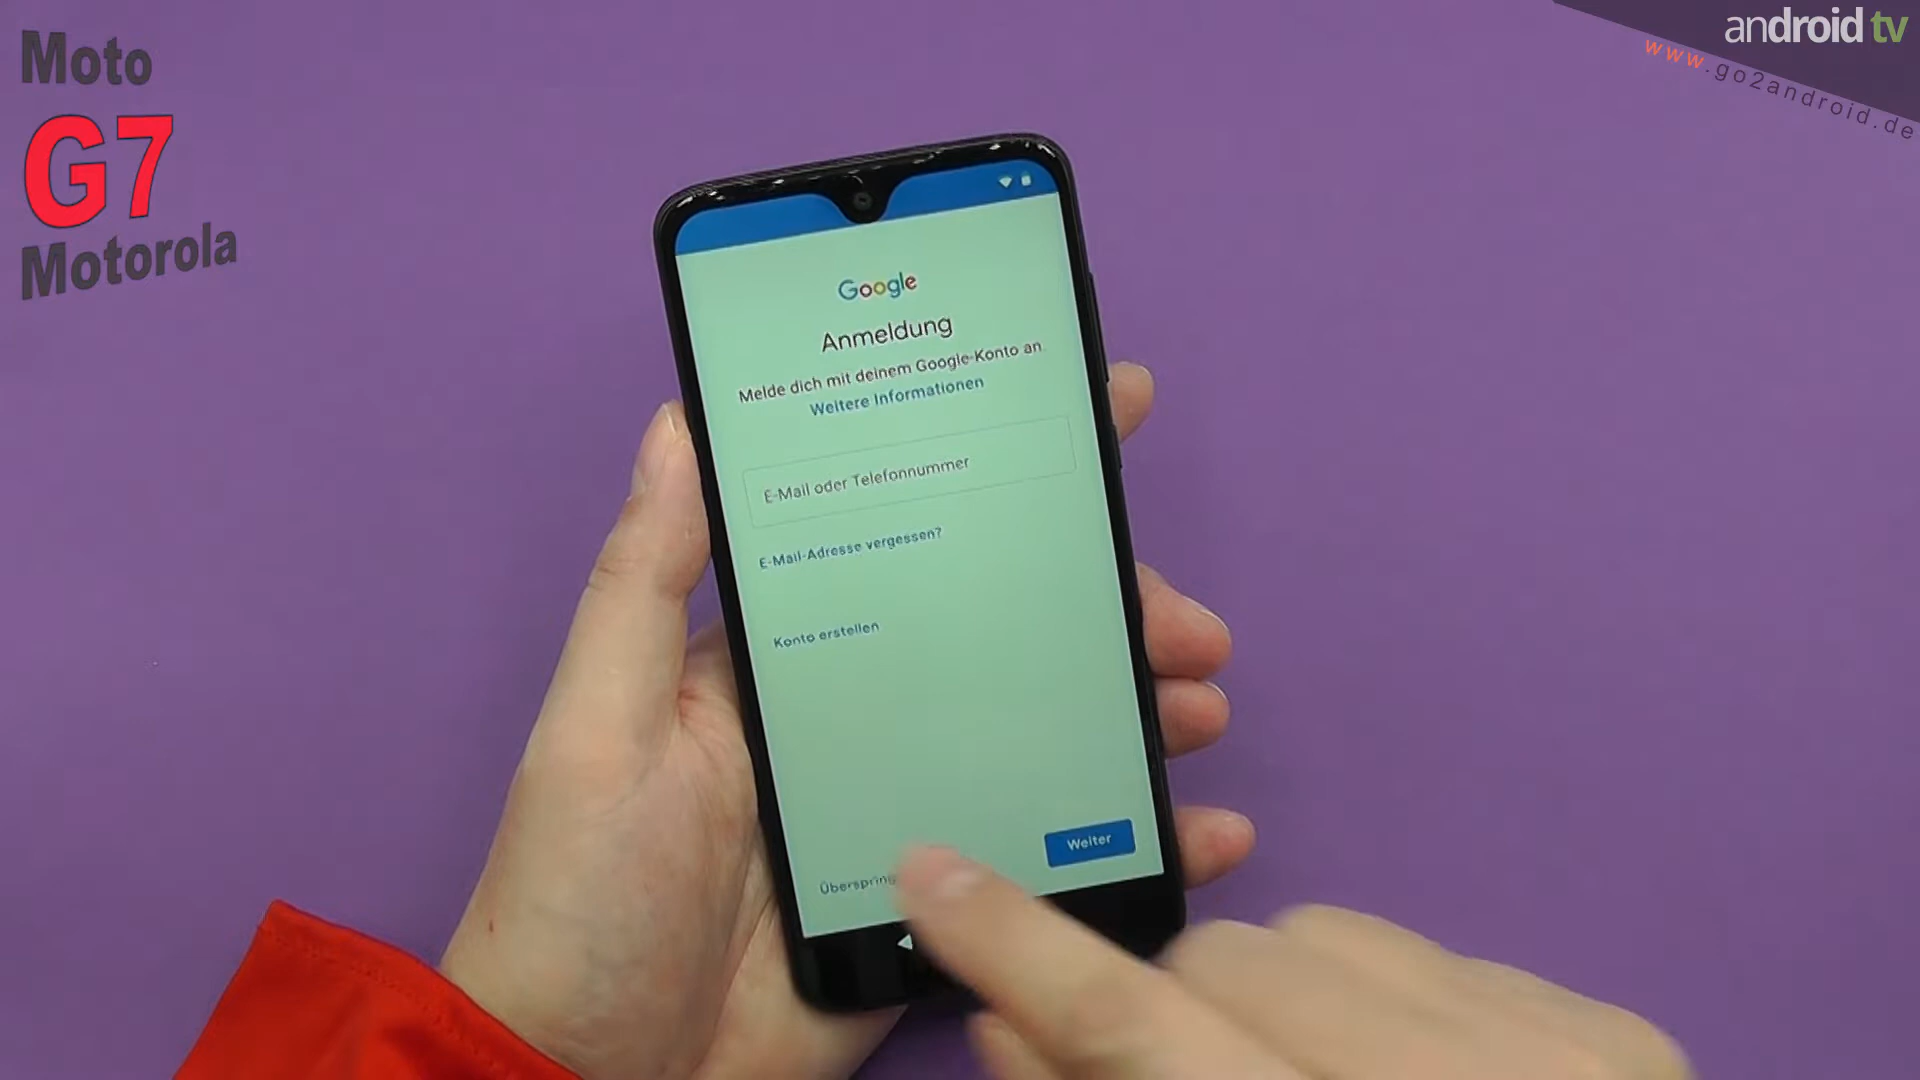 Moto
G7
Motorola
android tv
www.go2android.de
Google
Anmeldung
Melde dich mit deinem Google-Konto an.
Weitere Informationen
E-Mail oder Telefonnummer
E-Mail-Adresse vergessen?
Konto erstellen
Weiter